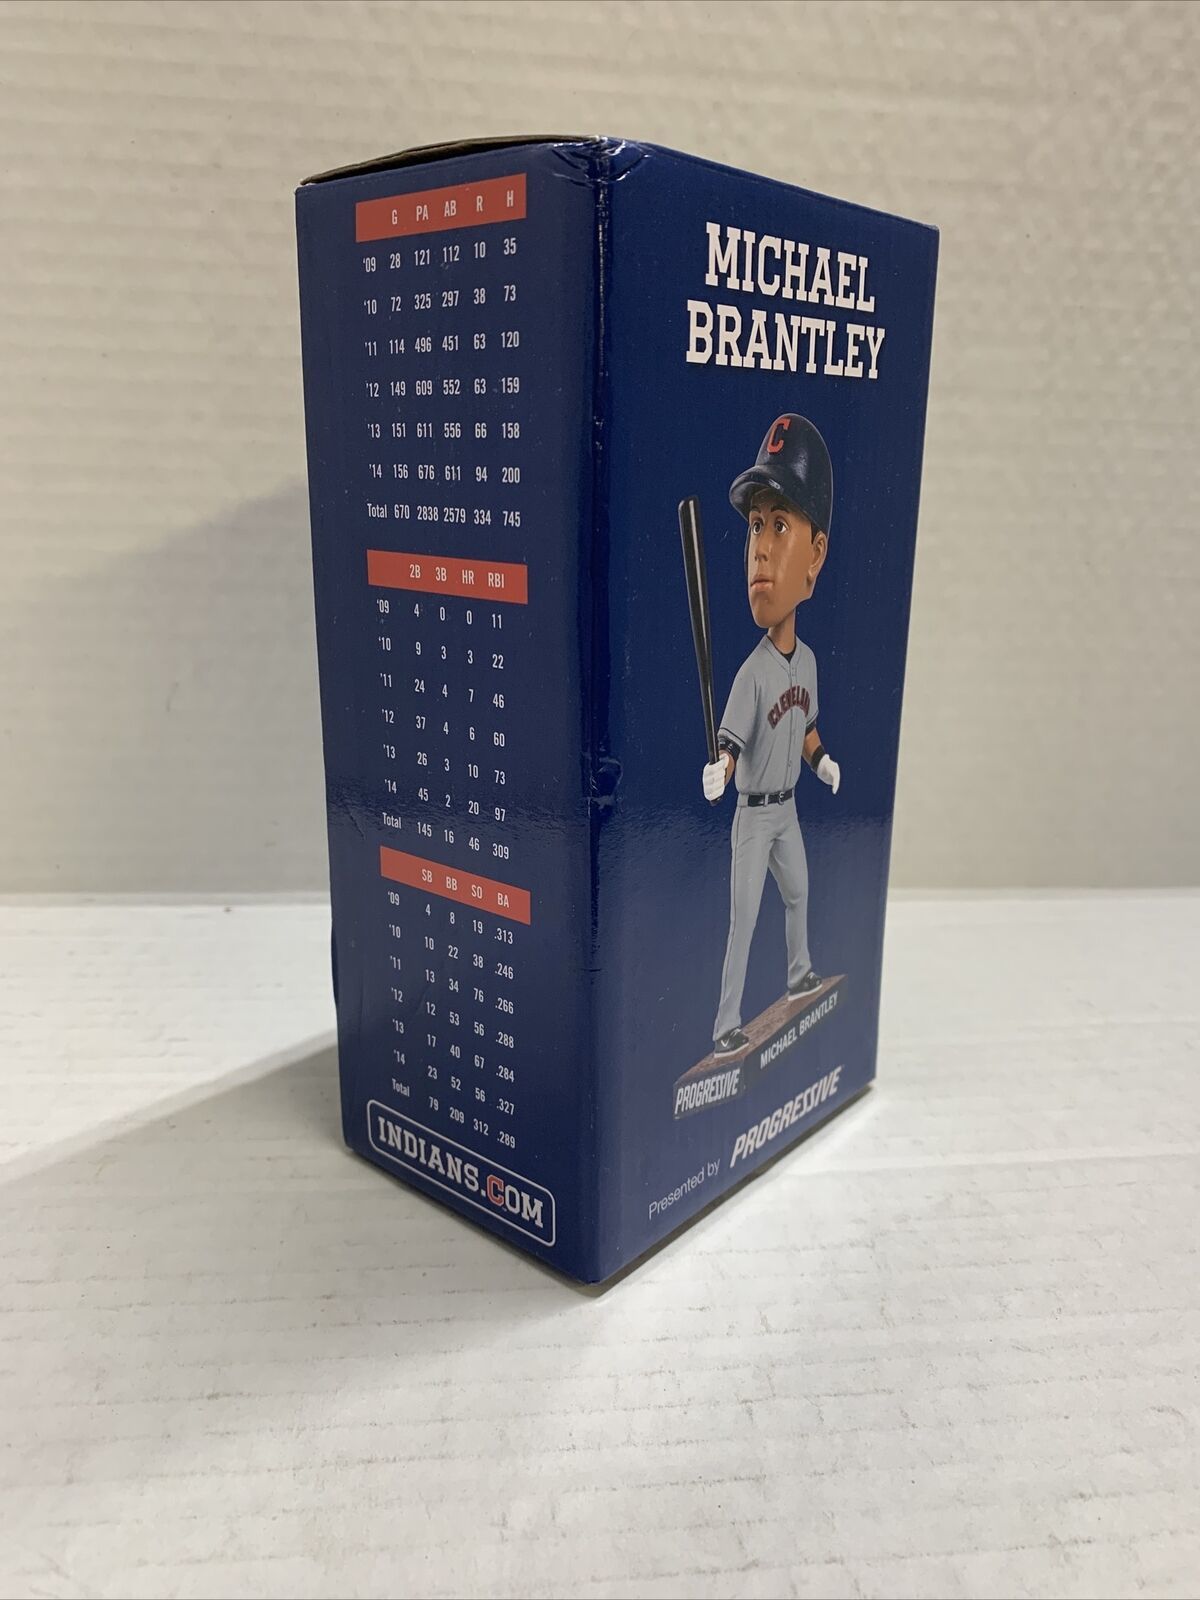 G PA AB R H
'09 28 121 112 10 35
'10 72 325 297 38 73
'11 114 496 451 63 120
'12 149 609 552 63 159
'13 151 611 556 66 158
'14 156 676 611 94 200
Total 670 2838 2579 334 745
2B 3B HR RBI
'09 4 0 0 11
'10 9 3 3 22
'11 24 4 7 46
'12 37 4 6 60
'13 26 3 10 73
'14 45 2 20 97
Total 145 16 46 309
SB BB SO BA
'09 4 8 19 .313
'10 10 22 38 .246
'11 13 34 76 .266
'12 12 53 56 .288
'13 17 40 67 .284
'14 23 52 56 .327
Total 79 209 312 .289
INDIANS.COM
MICHAEL
BRANTLEY
C
CLEVELAND
PROGRESSIVE MICHAEL BRANTLEY
Presented by PROGRESSIVE